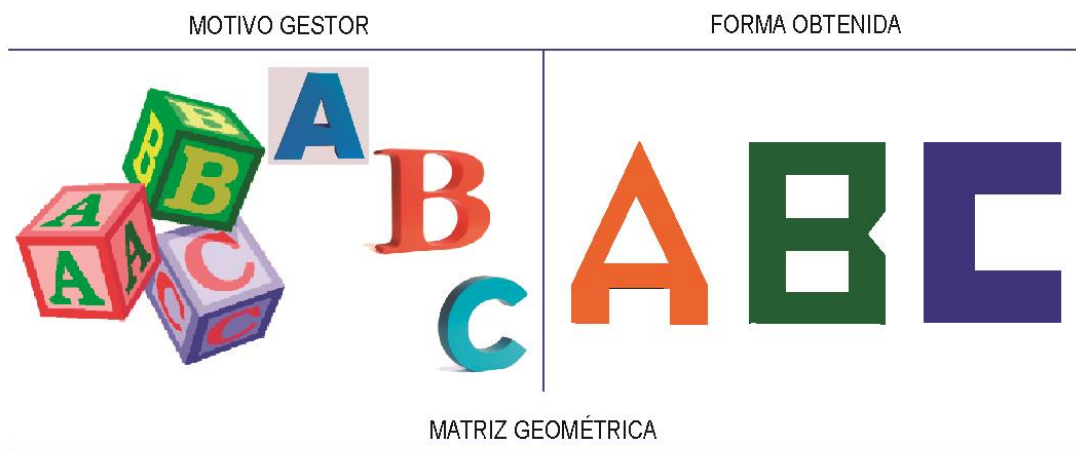 MOTIVO GESTOR
FORMA OBTENIDA
B
B B
A
A A
C
C C
A
B
C
A B C
MATRIZ GEOMÉTRICA